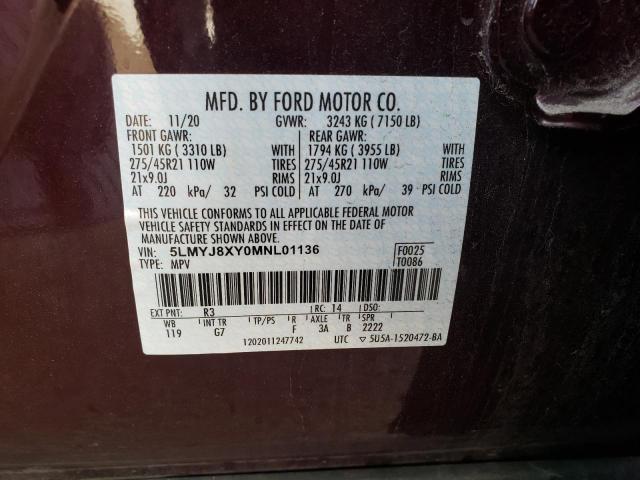 MFD. BY FORD MOTOR CO.
DATE: 11/20 GVWR: 3243 KG ( 7150 LB)
FRONT GAWR: REAR GAWR:
1501 KG ( 3310 LB) WITH 1794 KG ( 3955 LB) WITH
275/45R21 110W TIRES 275/45R21 110W TIRES
21x9.0J RIMS 21x9.0J RIMS
AT 220 kPa/ 32 PSI COLD AT 270 kPa/ 39 PSI COLD
THIS VEHICLE CONFORMS TO ALL APPLICABLE FEDERAL MOTOR
VEHICLE SAFETY STANDARDS IN EFFECT ON THE DATE OF
MANUFACTURE SHOWN ABOVE.
VIN: 5LMYJ8XY0MNL01136 F0025
TYPE: MPV T0086
EXT PNT: R3 RC: 14 DSO:
WB INT TR TP/PS R AXLE TR SPR
119 G7 F 3A B 2222
1202011247742 UTC ▽ 5U5A-1520472-BA